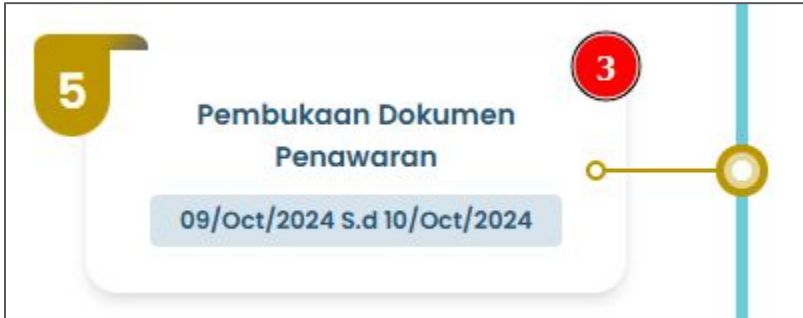 5
3
Pembukaan Dokumen
Penawaran
09/Oct/2024 S.d 10/Oct/2024